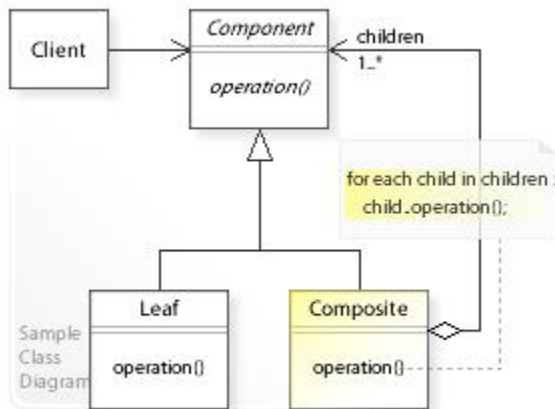 Client
Component
operation()
children
1..*
for each child in children :
child.operation();
Leaf
operation()
Composite
operation()
Sample
Class
Diagram